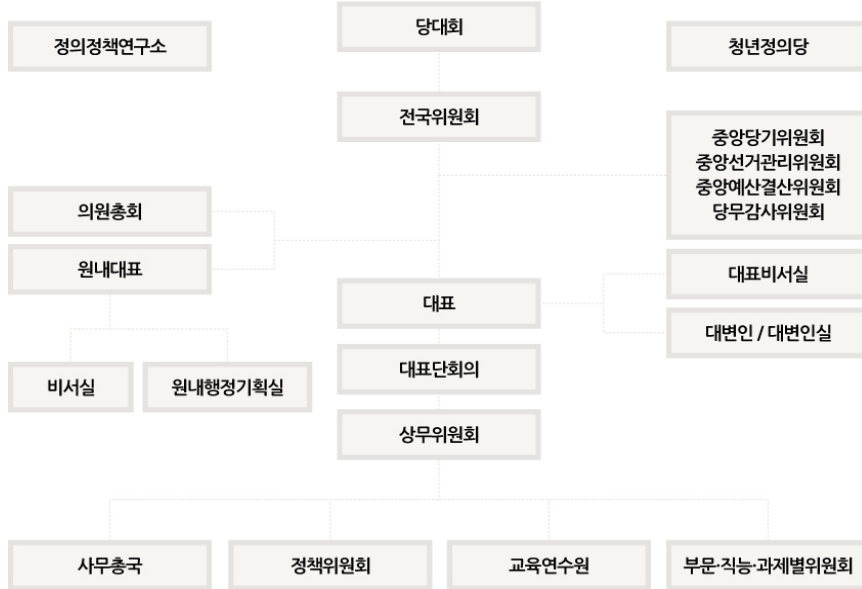 정의정책연구소
당대회
청년정의당
전국위원회
중앙당기위원회
중앙선거관리위원회
중앙예산결산위원회
당무감사위원회
의원총회
원내대표
대표
대표비서실
대변인 / 대변인실
대표단회의
비서실
원내행정기획실
상무위원회
사무총국
정책위원회
교육연수원
부문·직능·과제별위원회